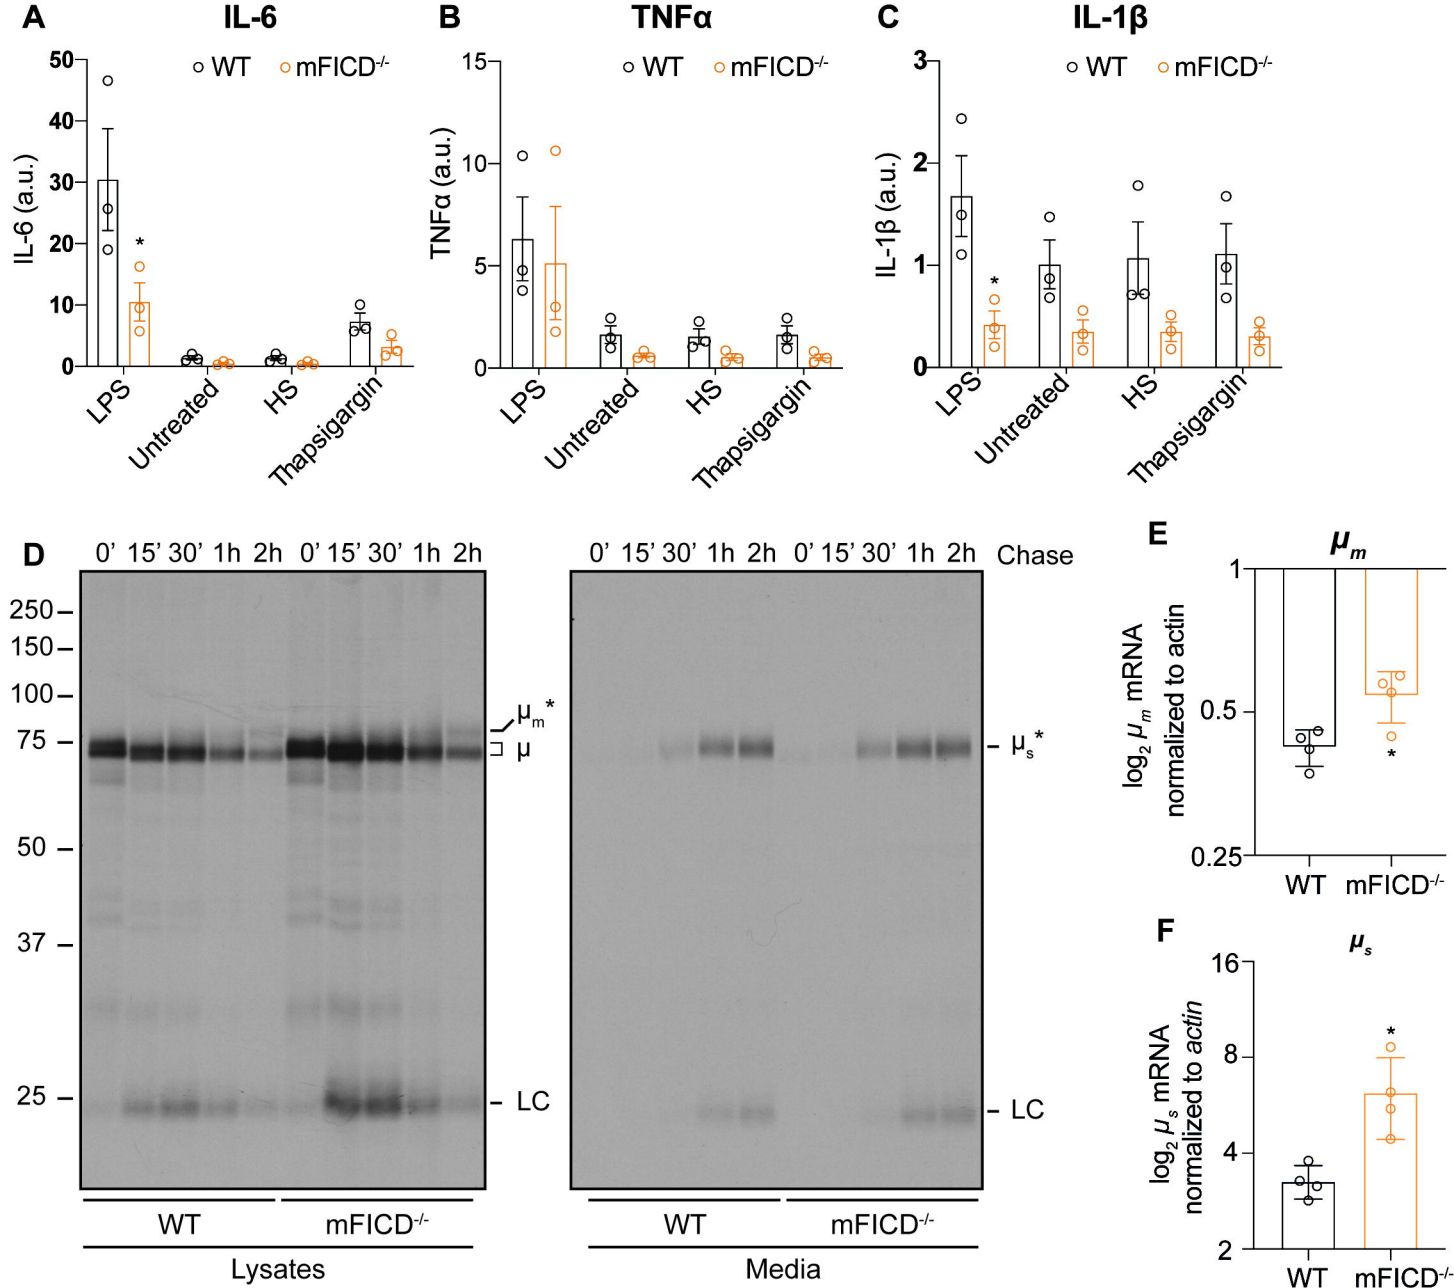 A IL-6
IL-6 (a.u.)
50
40
30
20
10
0
WT mFICD-/-
*
LPS
Untreated
HS
Thapsigargin
B TNFα
TNFα (a.u.)
15
10
5
0
WT mFICD-/-
LPS
Untreated
HS
Thapsigargin
C IL-1β
IL-1β (a.u.)
3
2
1
0
WT mFICD-/-
*
LPS
Untreated
HS
Thapsigargin
D 0’ 15’ 30’ 1h 2h 0’ 15’ 30’ 1h 2h
0’ 15’ 30’ 1h 2h 0’ 15’ 30’ 1h 2h Chase
250
150
100
75
50
37
25
μm*
μ
LC
μs*
LC
WT mFICD-/-
Lysates
WT mFICD-/-
Media
E μm
log2 μm mRNA
normalized to actin
1
0.5
0.25
*
WT mFICD-/-
F μs
log2 μs mRNA
normalized to actin
16
8
4
2
*
WT mFICD-/-